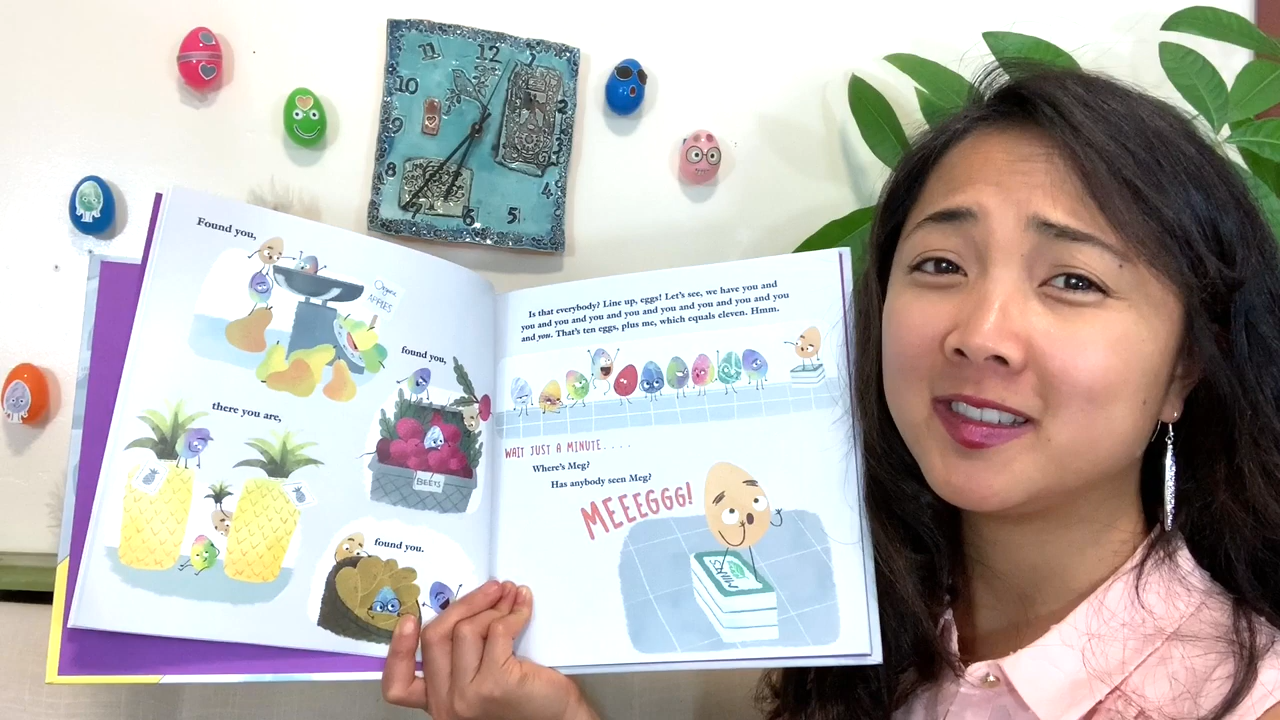 11 12 1
10 2
9 3
8 4
7 6 5
Found you,
Organic
APPLES
found you,
there you are,
BEETS
found you.
Is that everybody? Line up, eggs! Let's see, we have you and
you and you and you and you and you and you and you and you
and you. That's ten eggs, plus me, which equals eleven. Hmm.
WAIT JUST A MINUTE....
Where's Meg?
Has anybody seen Meg?
MEEEGGG!